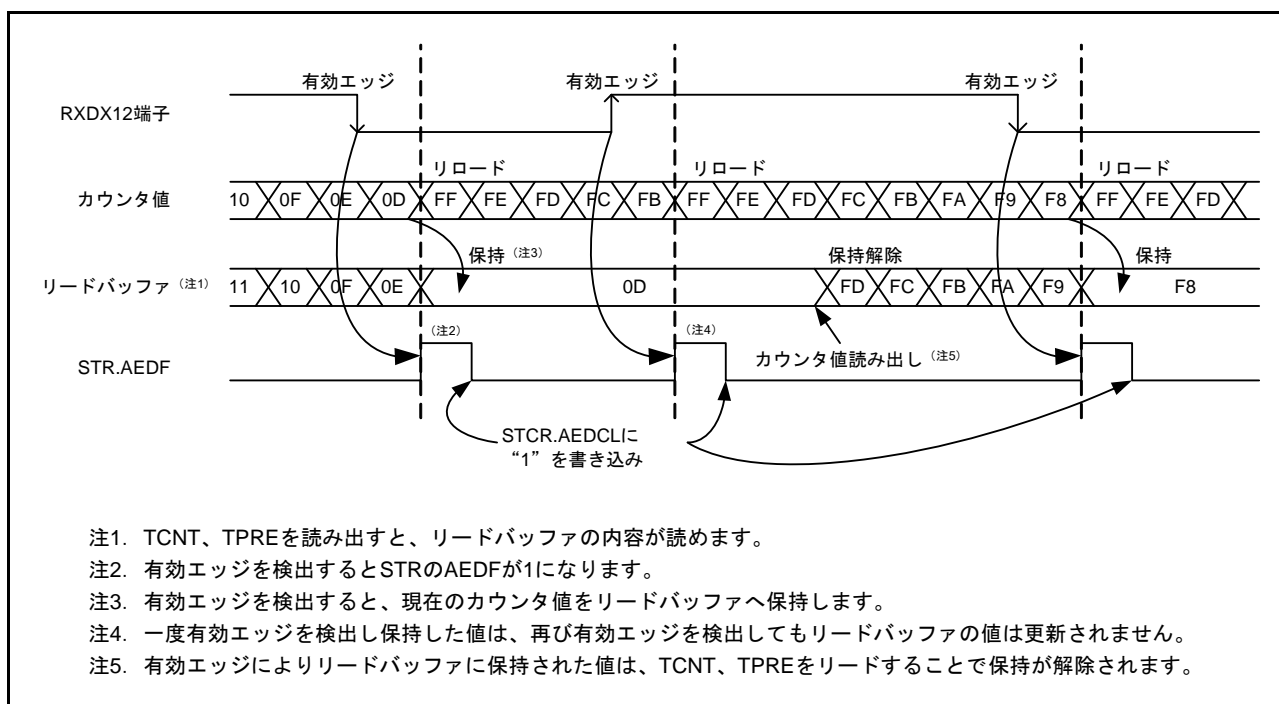 有効エッジ 有効エッジ 有効エッジ
RXDX12端子
リロード リロード リロード
カウンタ値 10 0F 0E 0D FF FE FD FC FB FF FE FD FC FB FA F9 F8 FF FE FD
保持（注3） 保持解除 保持
リードバッファ（注1） 11 10 0F 0E 0D FD FC FB FA F9 F8
（注2） （注4）
カウンタ値読み出し（注5）
STR.AEDF
STCR.AEDCLに
“1”を書き込み
注1. TCNT、TPREを読み出すと、リードバッファの内容が読めます。
注2. 有効エッジを検出するとSTRのAEDFが1になります。
注3. 有効エッジを検出すると、現在のカウンタ値をリードバッファへ保持します。
注4. 一度有効エッジを検出し保持した値は、再び有効エッジを検出してもリードバッファの値は更新されません。
注5. 有効エッジによりリードバッファに保持された値は、TCNT、TPREをリードすることで保持が解除されます。